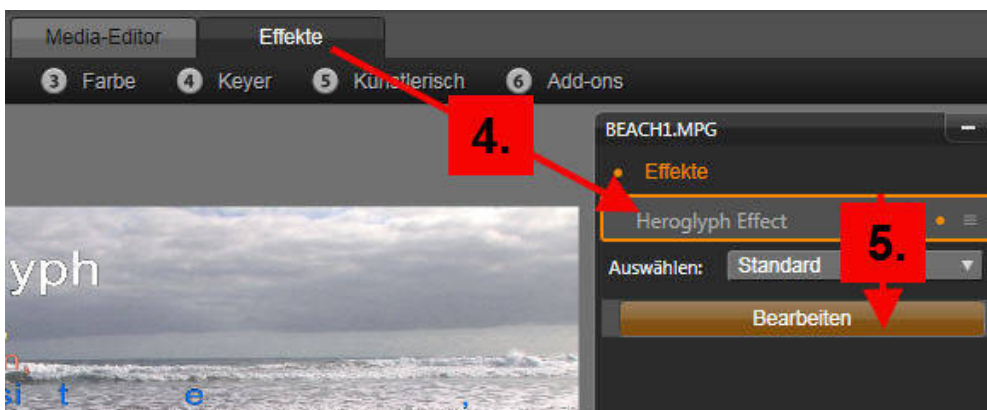 Media-Editor Effekte
3 Farbe 4 Keyer 5 Künstlerisch 6 Add-ons
4.
BEACH1.MPG
Effekte
Heroglyph Effect
5.
Auswählen: Standard
Bearbeiten
yph
si t e ,